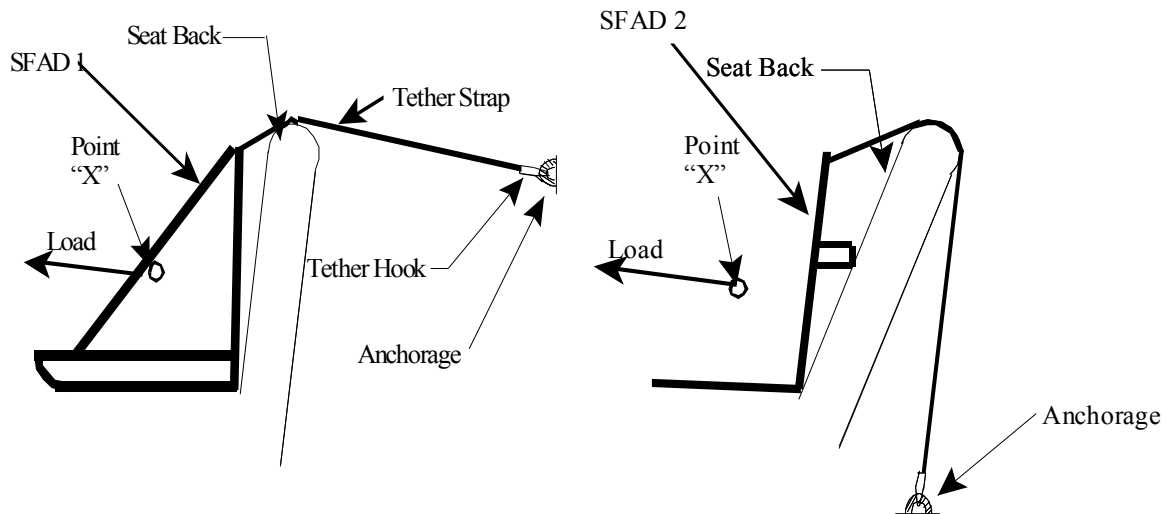 Seat Back
SFAD 1
Tether Strap
Point
“X”
Load
Tether Hook
Anchorage
SFAD 2
Seat Back
Point
“X”
Load
Anchorage